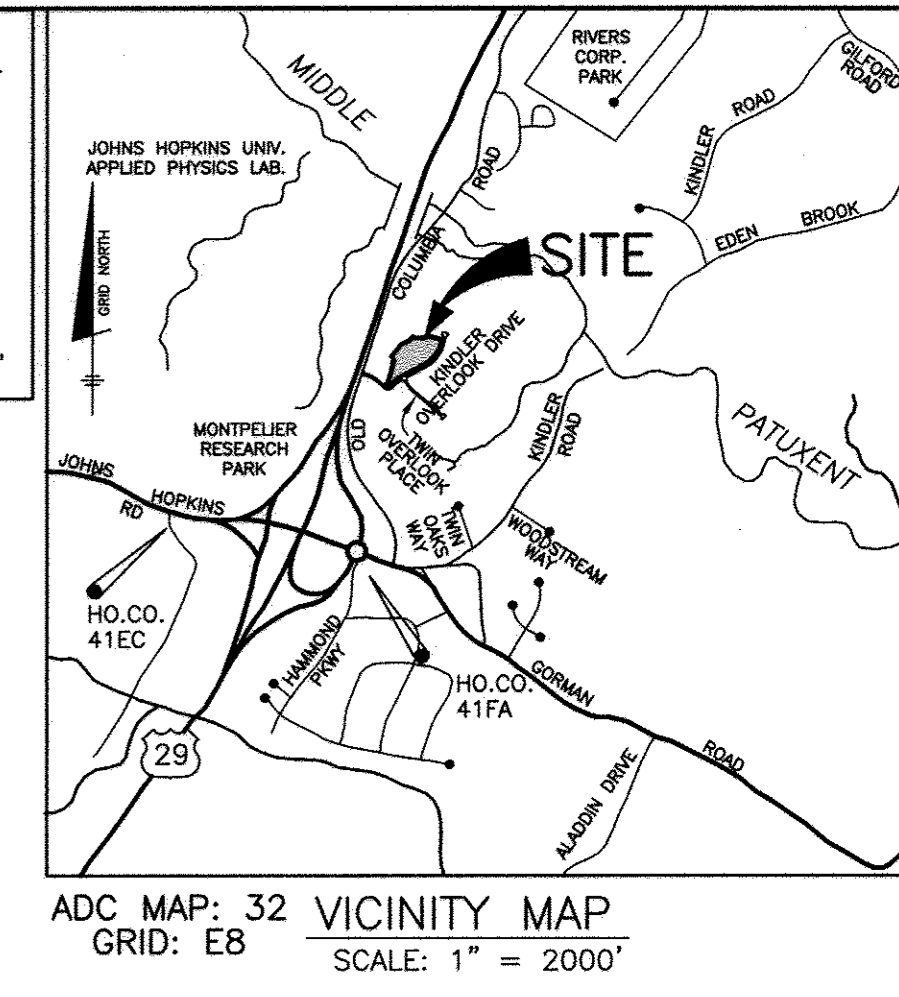 MIDDLE
RIVERS
CORP.
PARK
GILFORD
ROAD
KINDLER
ROAD
JOHNS HOPKINS UNIV.
APPLIED PHYSICS LAB.
ROAD
COLUMBIA
OLD
EDEN BROOK
GRID NORTH
SITE
KINDLER
OVERLOOK DRIVE
TWIN
OVERLOOK
PLACE
KINDLER
ROAD
PATUXENT
MONTPELIER
RESEARCH
PARK
JOHNS HOPKINS
RD
TWIN
OAKS
WAY
WOODSTREAM
WAY
HO.CO.
41EC
HAMMOND
PKWY
HO.CO.
41FA
GORMAN ROAD
29
ALADDIN DRIVE
ADC MAP: 32
GRID: E8
VICINITY MAP
SCALE: 1" = 2000'